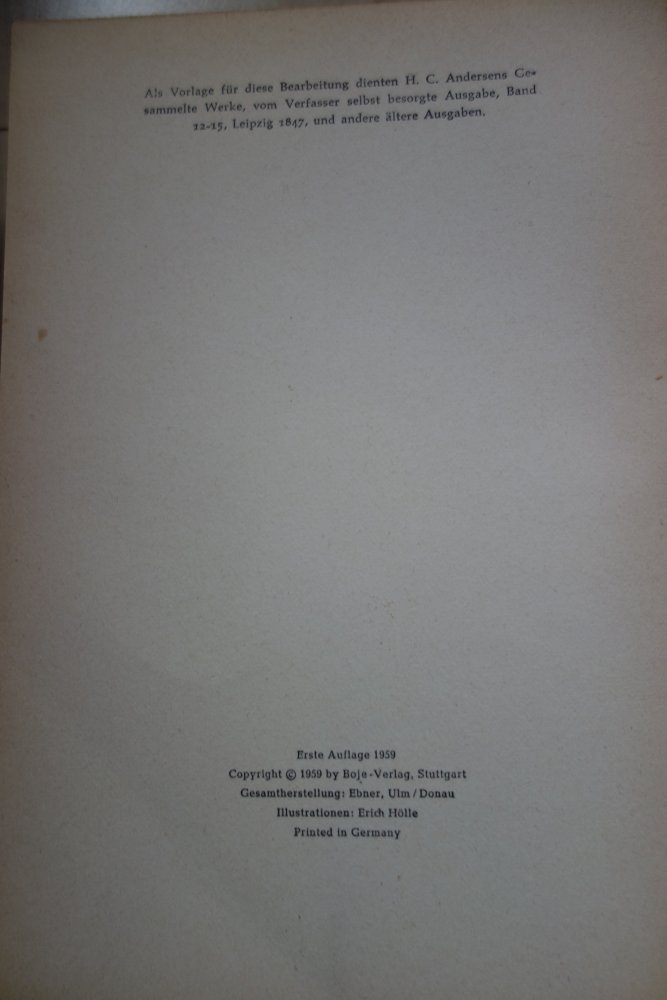 Als Vorlage für diese Bearbeitung dienten H. C. Andersens Ge-
sammelte Werke, vom Verfasser selbst besorgte Ausgabe, Band
12-15, Leipzig 1847, und andere ältere Ausgaben.
Erste Auflage 1959
Copyright © 1959 by Boje-Verlag, Stuttgart
Gesamtherstellung: Ebner, Ulm / Donau
Illustrationen: Erich Hölle
Printed in Germany